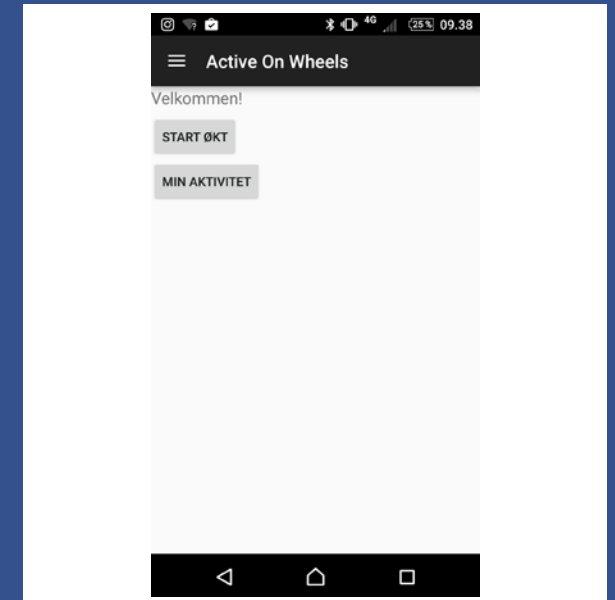 4G 25% 09.38
Active On Wheels
Velkommen!
START ØKT
MIN AKTIVITET